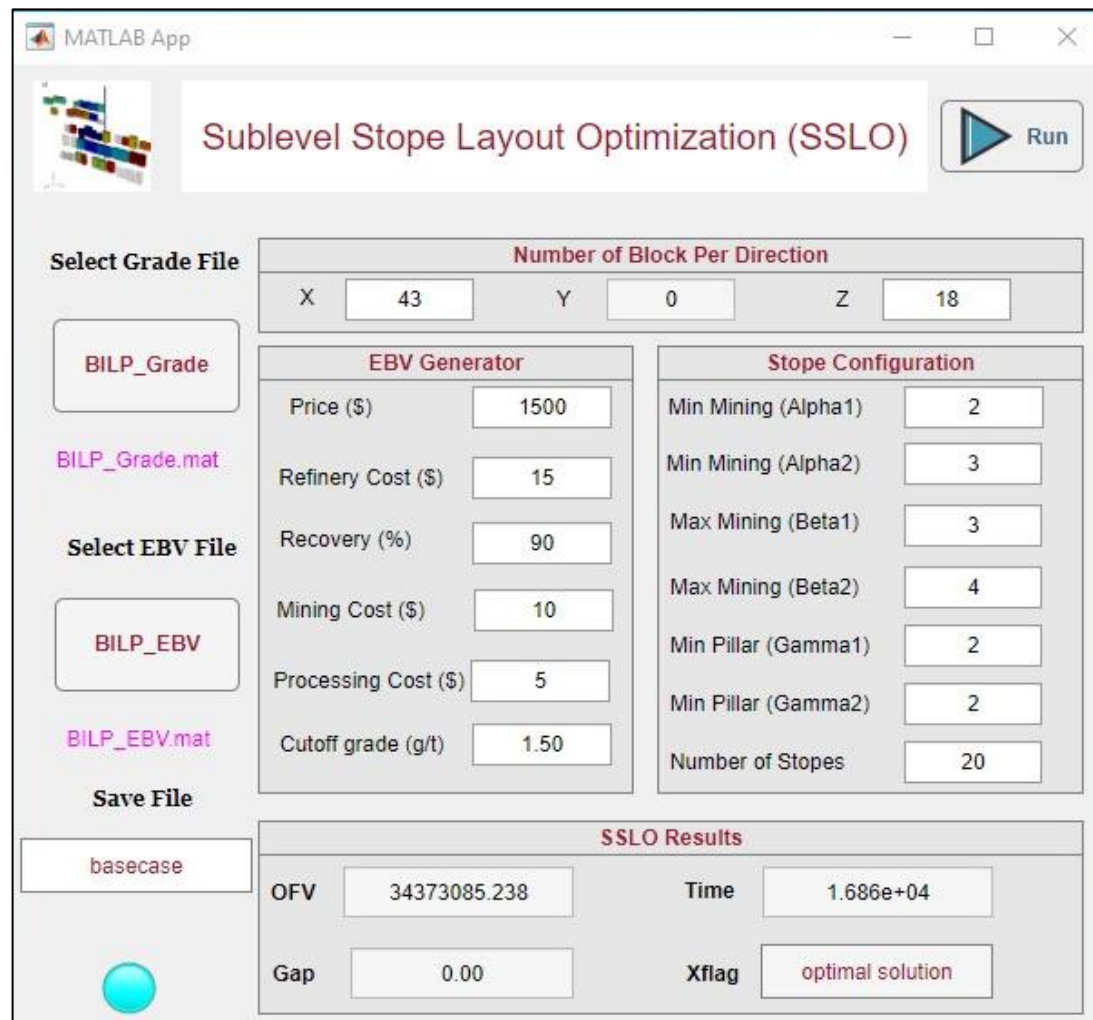 MATLAB App
Sublevel Stope Layout Optimization (SSLO)
Run
Select Grade File
BILP_Grade
BILP_Grade.mat
Select EBV File
BILP_EBV
BILP_EBV.mat
Save File
basecase
Number of Block Per Direction
X 43 Y 0 Z 18
EBV Generator
Price ($) 1500
Refinery Cost ($) 15
Recovery (%) 90
Mining Cost ($) 10
Processing Cost ($) 5
Cutoff grade (g/t) 1.50
Stope Configuration
Min Mining (Alpha1) 2
Min Mining (Alpha2) 3
Max Mining (Beta1) 3
Max Mining (Beta2) 4
Min Pillar (Gamma1) 2
Min Pillar (Gamma2) 2
Number of Stopes 20
SSLO Results
OFV 34373085.238 Time 1.686e+04
Gap 0.00 Xflag optimal solution